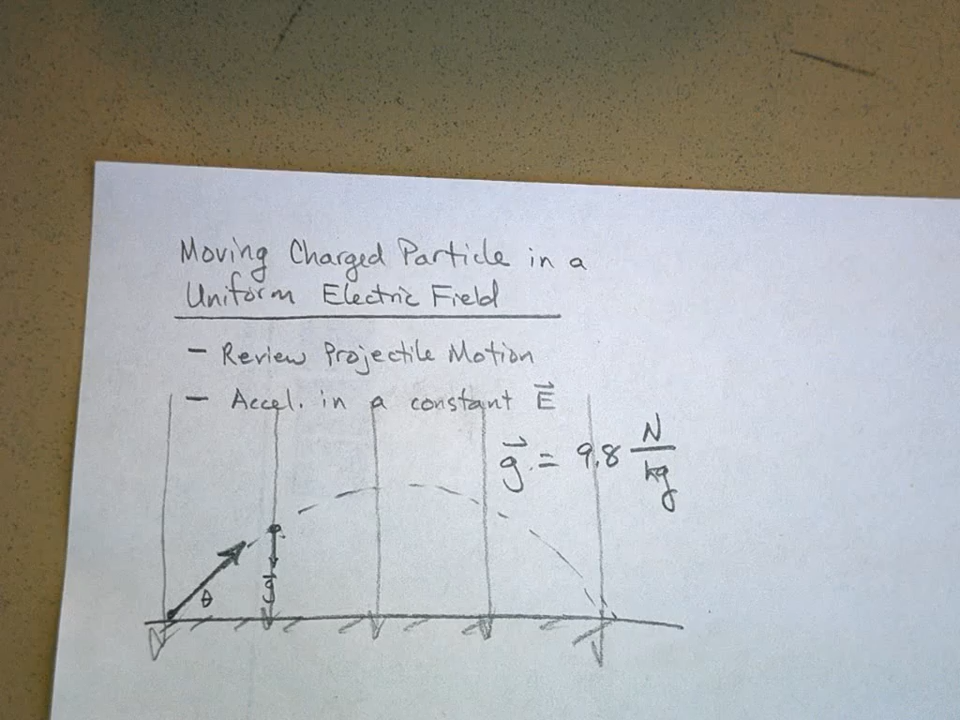 Moving Charged Particle in a
Uniform Electric Field
- Review Projectile Motion
- Accel. in a constant E⃗
g⃗ = 9.8 N/kg
θ
g⃗